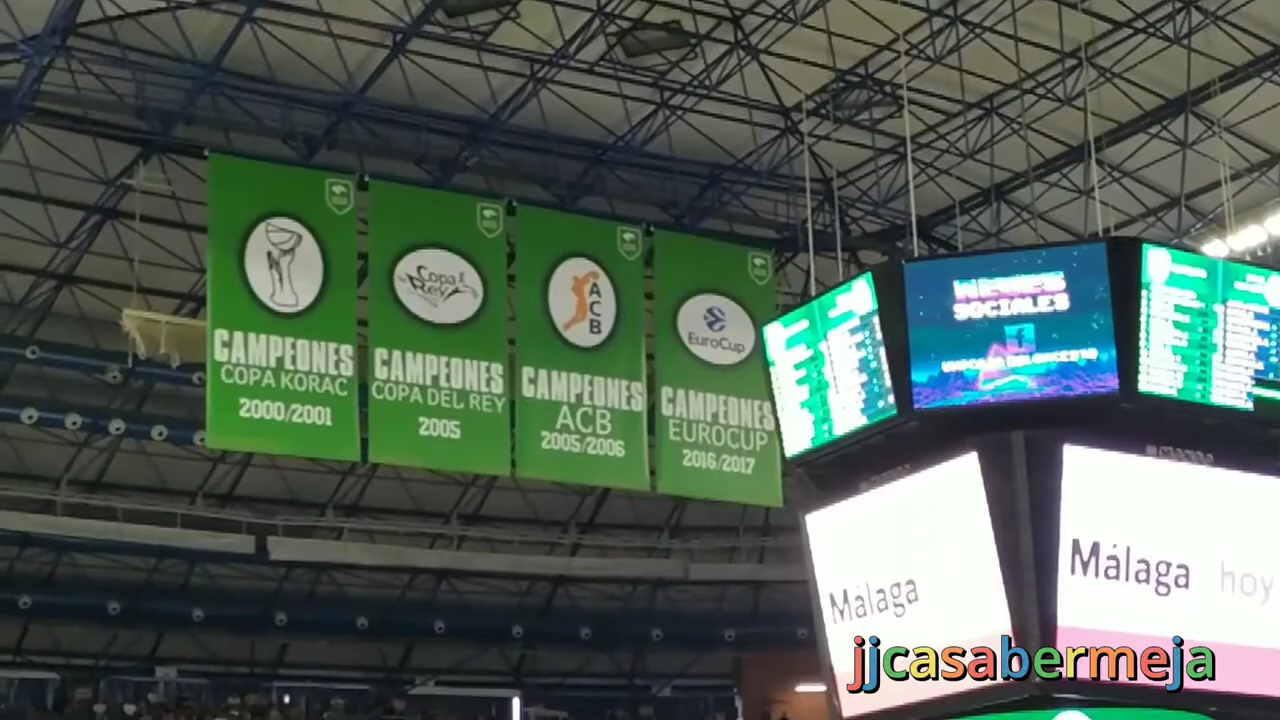 CAMPEONES
COPA KORAC
2000/2001
Copa
Rey
CAMPEONES
COPA DEL REY
2005
ACB
CAMPEONES
ACB
2005/2006
EuroCup
CAMPEONES
EUROCUP
2016/2017
SOCIALES
Málaga
Málaga hoy
jjcasabermeja